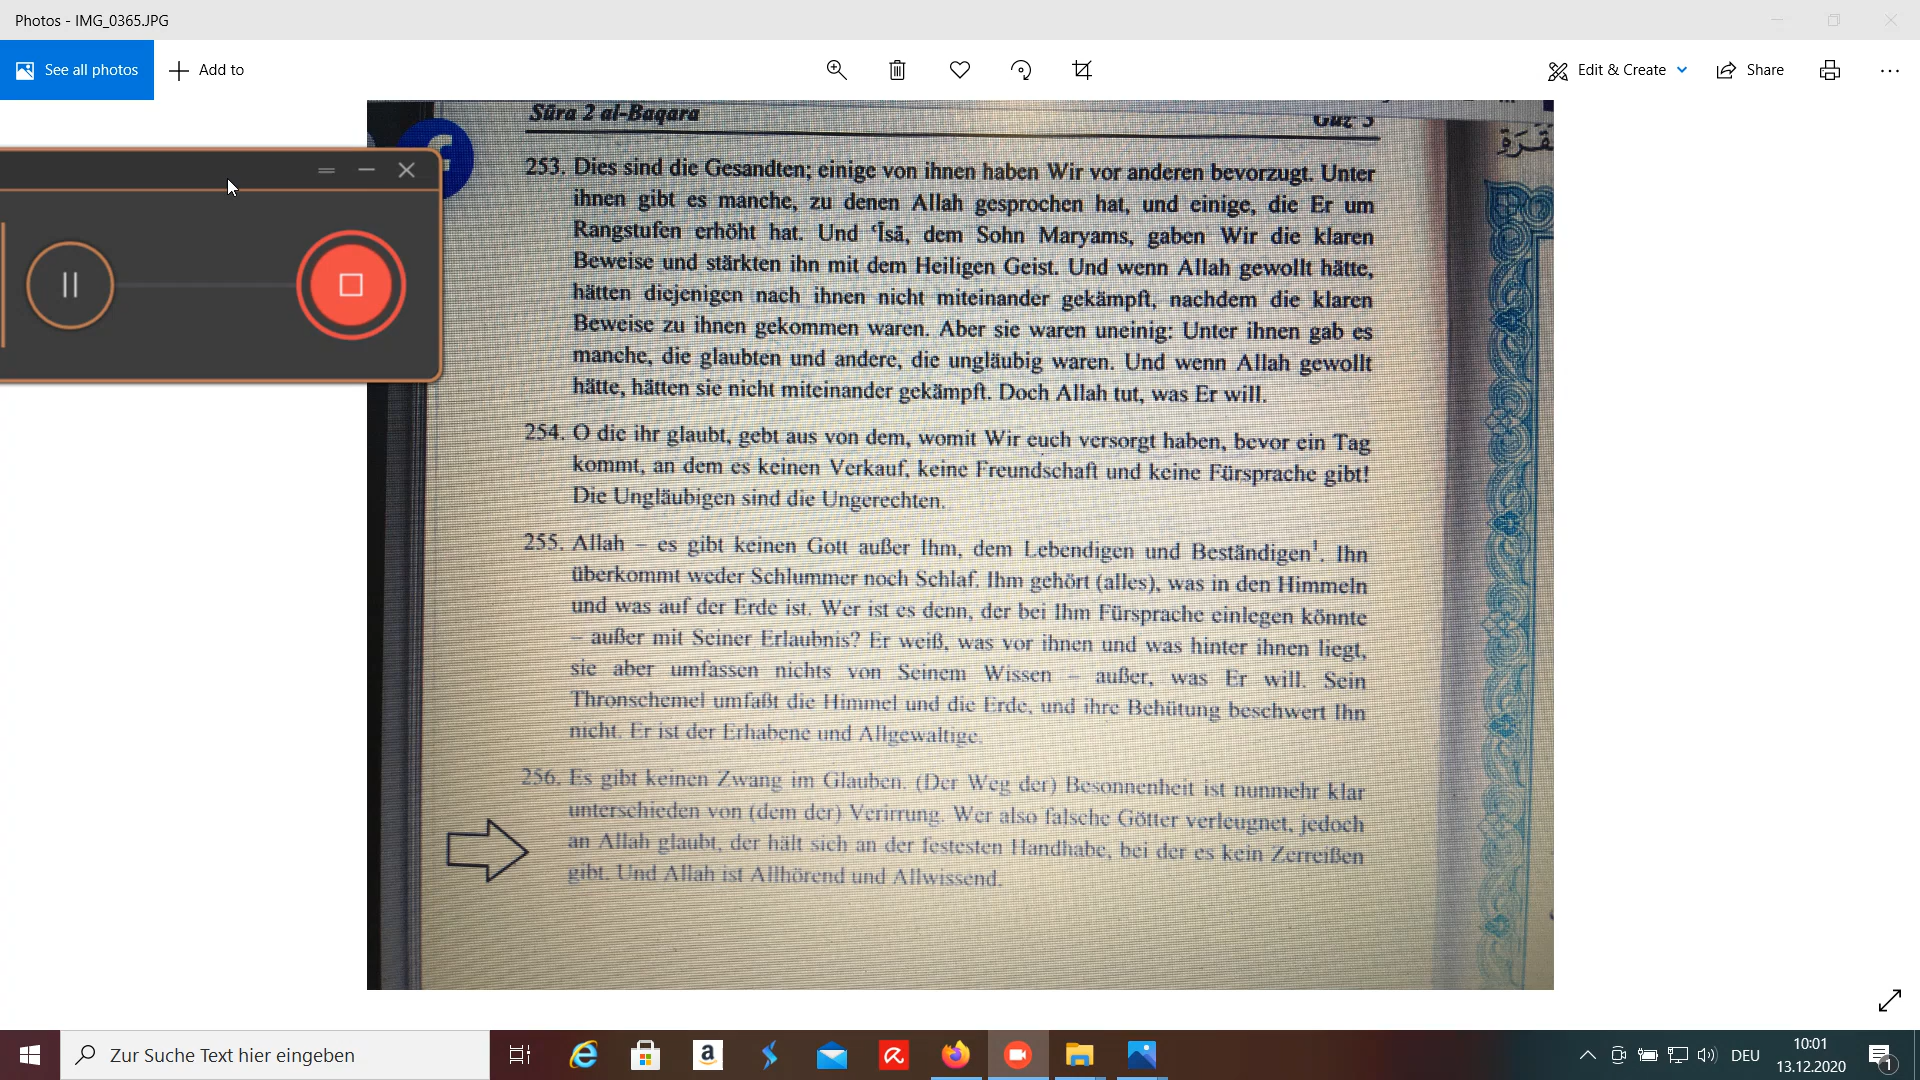 Photos - IMG_0365.JPG
See all photos
Add to
Edit & Create
Share
Sūra 2 al-Baqara
Ǧuz' 3
253. Dies sind die Gesandten; einige von ihnen haben Wir vor anderen bevorzugt. Unter
ihnen gibt es manche, zu denen Allah gesprochen hat, und einige, die Er um
Rangstufen erhöht hat. Und ʿĪsā, dem Sohn Maryams, gaben Wir die klaren
Beweise und stärkten ihn mit dem Heiligen Geist. Und wenn Allah gewollt hätte,
hätten diejenigen nach ihnen nicht miteinander gekämpft, nachdem die klaren
Beweise zu ihnen gekommen waren. Aber sie waren uneinig: Unter ihnen gab es
manche, die glaubten und andere, die ungläubig waren. Und wenn Allah gewollt
hätte, hätten sie nicht miteinander gekämpft. Doch Allah tut, was Er will.
254. O die ihr glaubt, gebt aus von dem, womit Wir euch versorgt haben, bevor ein Tag
kommt, an dem es keinen Verkauf, keine Freundschaft und keine Fürsprache gibt!
Die Ungläubigen sind die Ungerechten.
255. Allah – es gibt keinen Gott außer Ihm, dem Lebendigen und Beständigen¹. Ihn
überkommt weder Schlummer noch Schlaf. Ihm gehört (alles), was in den Himmeln
und was auf der Erde ist. Wer ist es denn, der bei Ihm Fürsprache einlegen könnte
– außer mit Seiner Erlaubnis? Er weiß, was vor ihnen und was hinter ihnen liegt,
sie aber umfassen nichts von Seinem Wissen – außer, was Er will. Sein
Thronschemel umfaßt die Himmel und die Erde, und ihre Behütung beschwert Ihn
nicht. Er ist der Erhabene und Allgewaltige.
256. Es gibt keinen Zwang im Glauben. (Der Weg der) Besonnenheit ist nunmehr klar
unterschieden von (dem der) Verirrung. Wer also falsche Götter verleugnet, jedoch
an Allah glaubt, der hält sich an der festesten Handhabe, bei der es kein Zerreißen
gibt. Und Allah ist Allhörend und Allwissend.
Zur Suche Text hier eingeben
DEU
10:01
13.12.2020
1